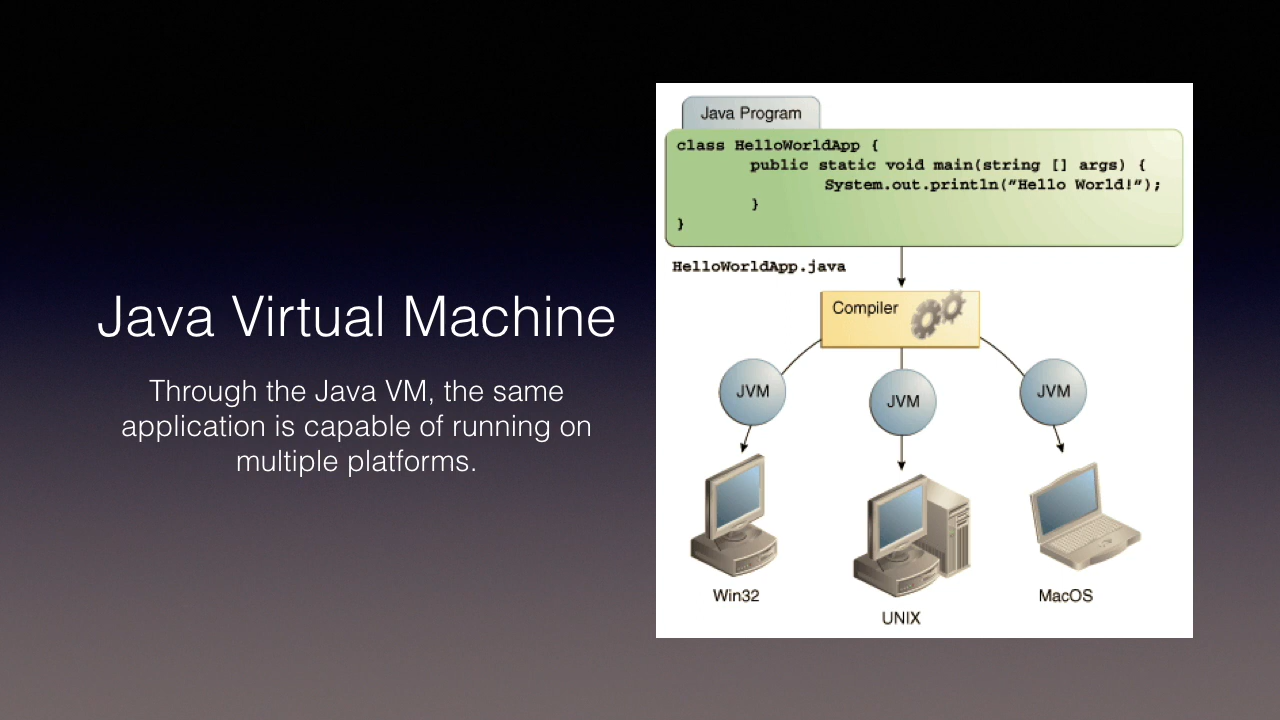 Java Virtual Machine
Through the Java VM, the same
application is capable of running on
multiple platforms.
Java Program
class HelloWorldApp {
public static void main(string [] args) {
System.out.println(”Hello World!”);
}
}
HelloWorldApp.java
Compiler
JVM
JVM
JVM
Win32
UNIX
MacOS